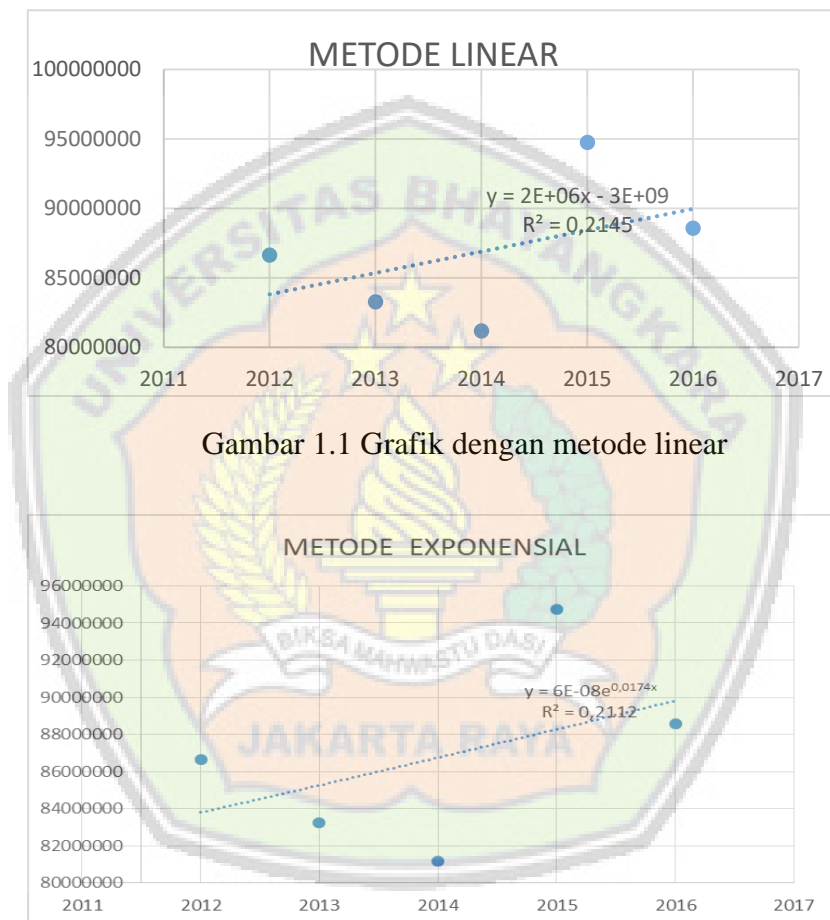 METODE LINEAR
100000000
95000000
90000000
85000000
80000000
y = 2E+06x - 3E+09
R² = 0,2145
2011 2012 2013 2014 2015 2016 2017
Gambar 1.1 Grafik dengan metode linear
METODE EXPONENSIAL
96000000
94000000
92000000
90000000
88000000
86000000
84000000
82000000
80000000
y = 6E-08e^0,0174x
R² = 0,2112
2011 2012 2013 2014 2015 2016 2017
UNIVERSITAS BHAYANGKARA
BIKSA MAHWASTU DASI
JAKARTA RAYA